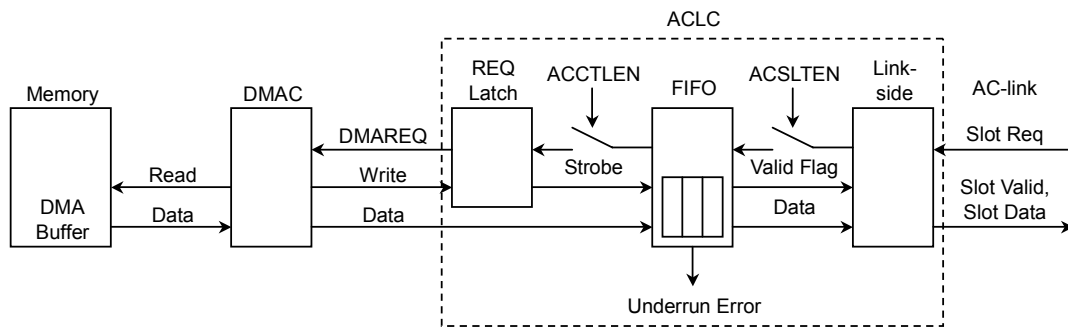 ACLC
REQ
Latch
ACCTLEN
FIFO
ACSLTEN
Link-
side
Memory
DMAC
AC-link
DMAREQ
Slot Req
Strobe
Valid Flag
Read
Write
DMA
Buffer
Data
Data
Data
Slot Valid,
Slot Data
Underrun Error